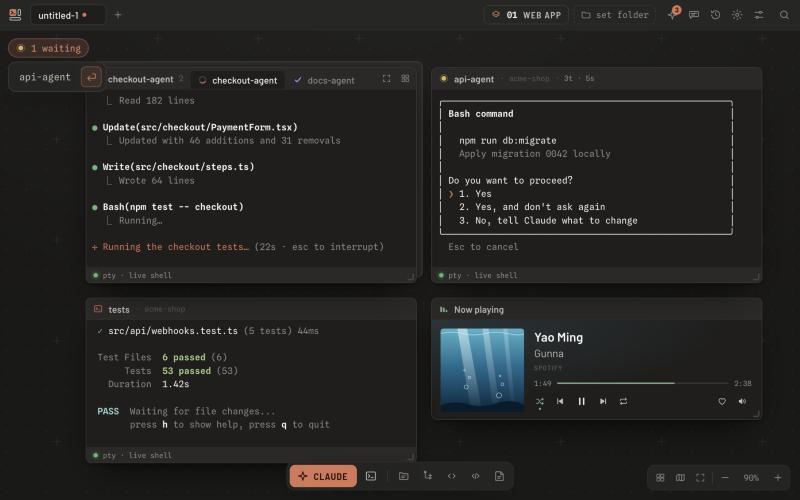 untitled-1
01 WEB APP
set folder
3
1 waiting
api-agent
checkout-agent 2
checkout-agent
docs-agent
Read 182 lines
Update(src/checkout/PaymentForm.tsx)
Updated with 46 additions and 31 removals
Write(src/checkout/steps.ts)
Wrote 64 lines
Bash(npm test -- checkout)
Running…
+ Running the checkout tests… (22s · esc to interrupt)
pty · live shell
api-agent · acme-shop · 3t · 5s
Bash command
npm run db:migrate
Apply migration 0042 locally
Do you want to proceed?
❯ 1. Yes
2. Yes, and don't ask again
3. No, tell Claude what to change
Esc to cancel
pty · live shell
tests · acme-shop
✓ src/api/webhooks.test.ts (5 tests) 44ms
Test Files 6 passed (6)
Tests 53 passed (53)
Duration 1.42s
PASS Waiting for file changes...
press h to show help, press q to quit
pty · live shell
Now playing
Yao Ming
Gunna
SPOTIFY
1:49
2:38
CLAUDE
90%